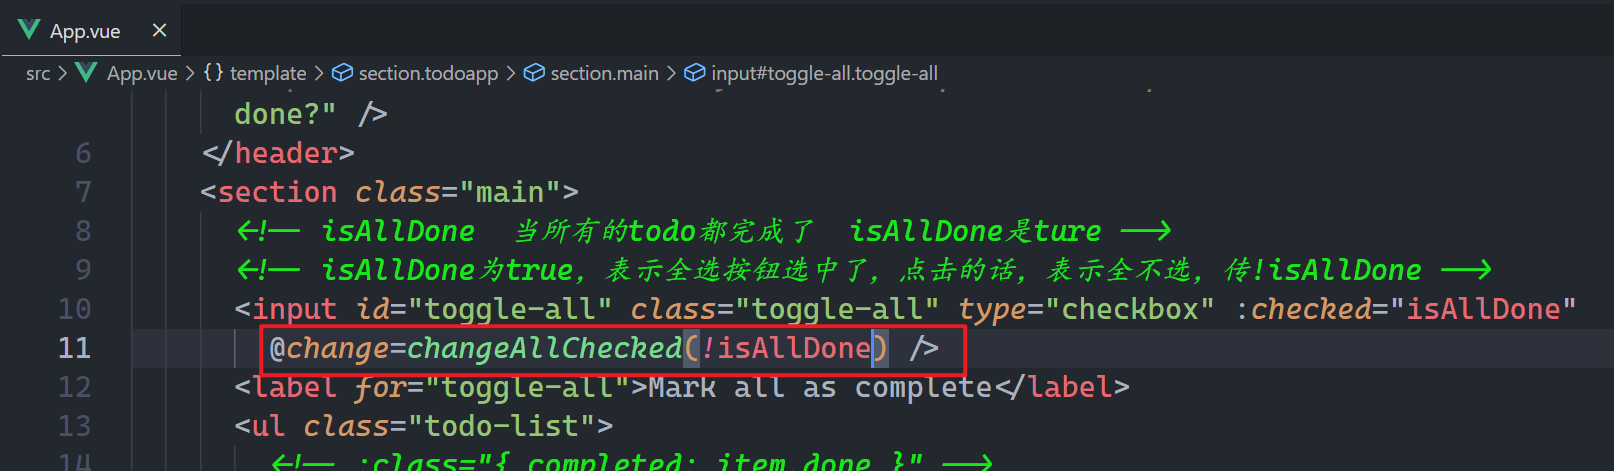 App.vue ×
src > App.vue > {} template > section.todoapp > section.main > input#toggle-all.toggle-all
done?" />
6 </header>
7 <section class="main">
8 <!-- isAllDone 当所有的todo都完成了 isAllDone是ture -->
9 <!-- isAllDone为true，表示全选按钮选中了，点击的话，表示全不选，传!isAllDone -->
10 <input id="toggle-all" class="toggle-all" type="checkbox" :checked="isAllDone"
11 @change=changeAllChecked(!isAllDone) />
12 <label for="toggle-all">Mark all as complete</label>
13 <ul class="todo-list">
14 <!-- :class="{ completed: item.done }" -->